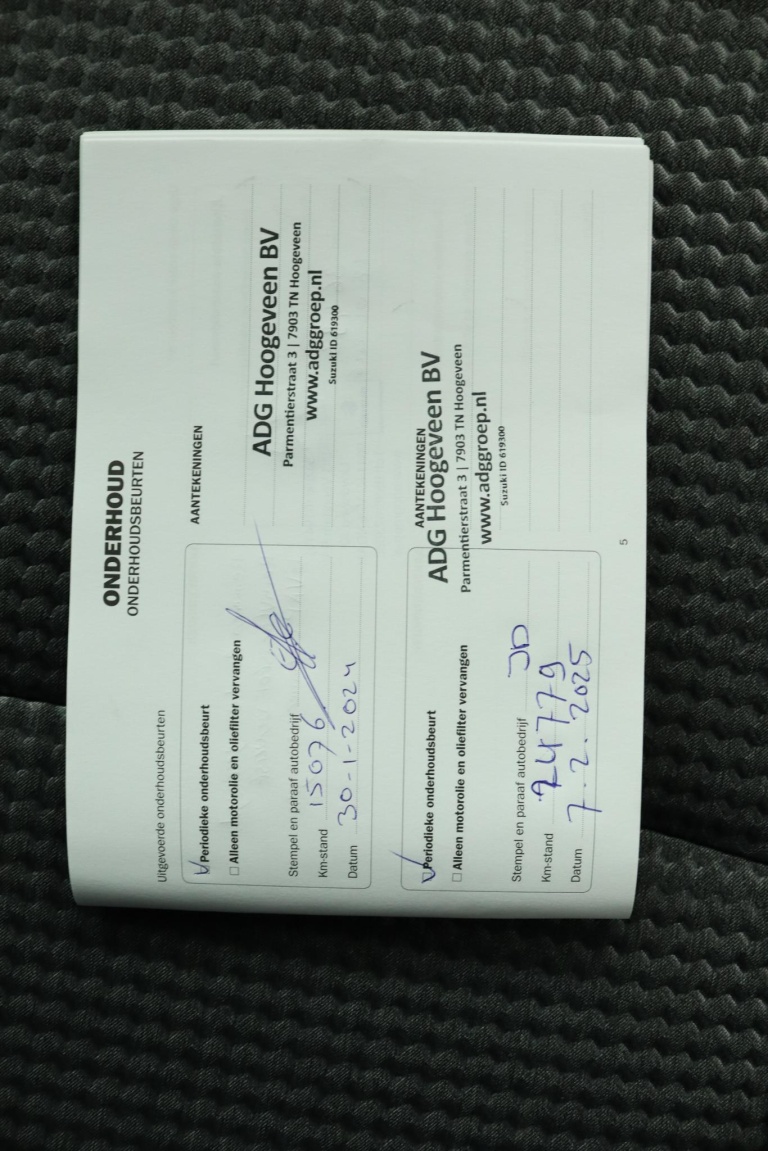 ONDERHOUD
ONDERHOUDSBEURTEN
Uitgevoerde onderhoudsbeurten
Periodieke onderhoudsbeurt
Alleen motorolie en oliefilter vervangen
Stempel en paraaf autobedrijf
Km-stand 15076
Datum 30-1-2024
AANTEKENINGEN
ADG Hoogeveen BV
Parmentierstraat 3 | 7903 TN Hoogeveen
www.adggroep.nl
Suzuki ID 619300
Periodieke onderhoudsbeurt
Alleen motorolie en oliefilter vervangen
Stempel en paraaf autobedrijf JD
Km-stand 24779
Datum 7.2.2025
AANTEKENINGEN
ADG Hoogeveen BV
Parmentierstraat 3 | 7903 TN Hoogeveen
www.adggroep.nl
Suzuki ID 619300
5